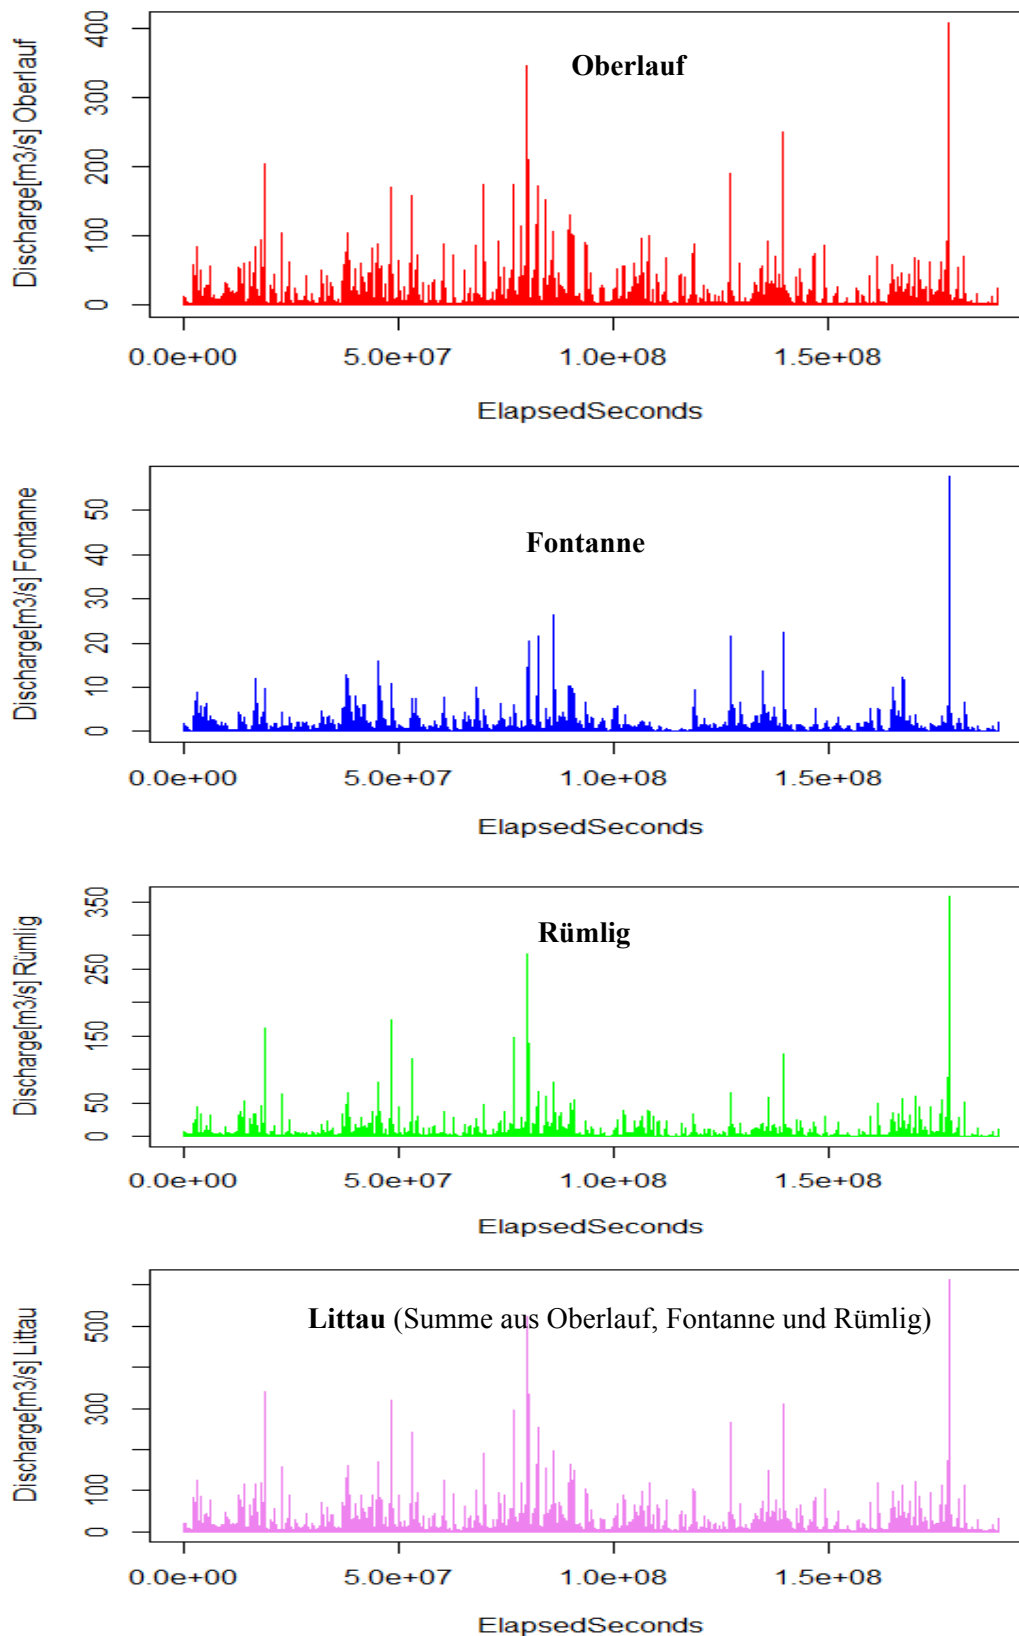 Discharge[m3/s] Oberlauf
400
300
200
100
0
Oberlauf
0.0e+00 5.0e+07 1.0e+08 1.5e+08
ElapsedSeconds
Discharge[m3/s] Fontanne
50
40
30
20
10
0
Fontanne
0.0e+00 5.0e+07 1.0e+08 1.5e+08
ElapsedSeconds
Discharge[m3/s] Rümlig
350
250
150
50
0
Rümlig
0.0e+00 5.0e+07 1.0e+08 1.5e+08
ElapsedSeconds
Discharge[m3/s] Littau
500
300
100
0
Littau (Summe aus Oberlauf, Fontanne und Rümlig)
0.0e+00 5.0e+07 1.0e+08 1.5e+08
ElapsedSeconds